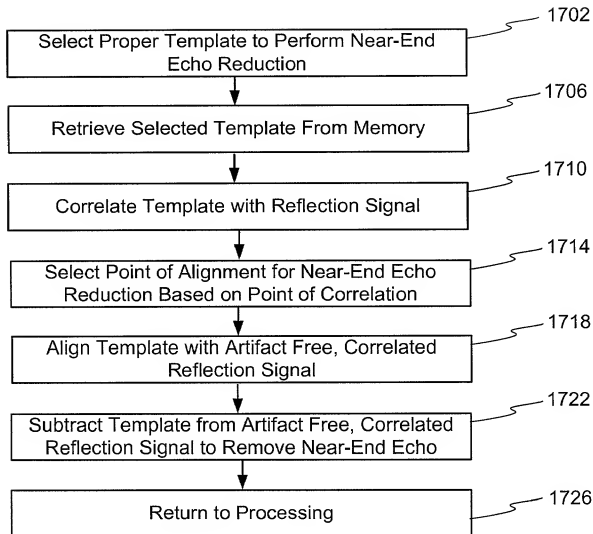 1702
Select Proper Template to Perform Near-End
Echo Reduction
1706
Retrieve Selected Template From Memory
1710
Correlate Template with Reflection Signal
1714
Select Point of Alignment for Near-End Echo
Reduction Based on Point of Correlation
1718
Align Template with Artifact Free, Correlated
Reflection Signal
1722
Subtract Template from Artifact Free, Correlated
Reflection Signal to Remove Near-End Echo
1726
Return to Processing